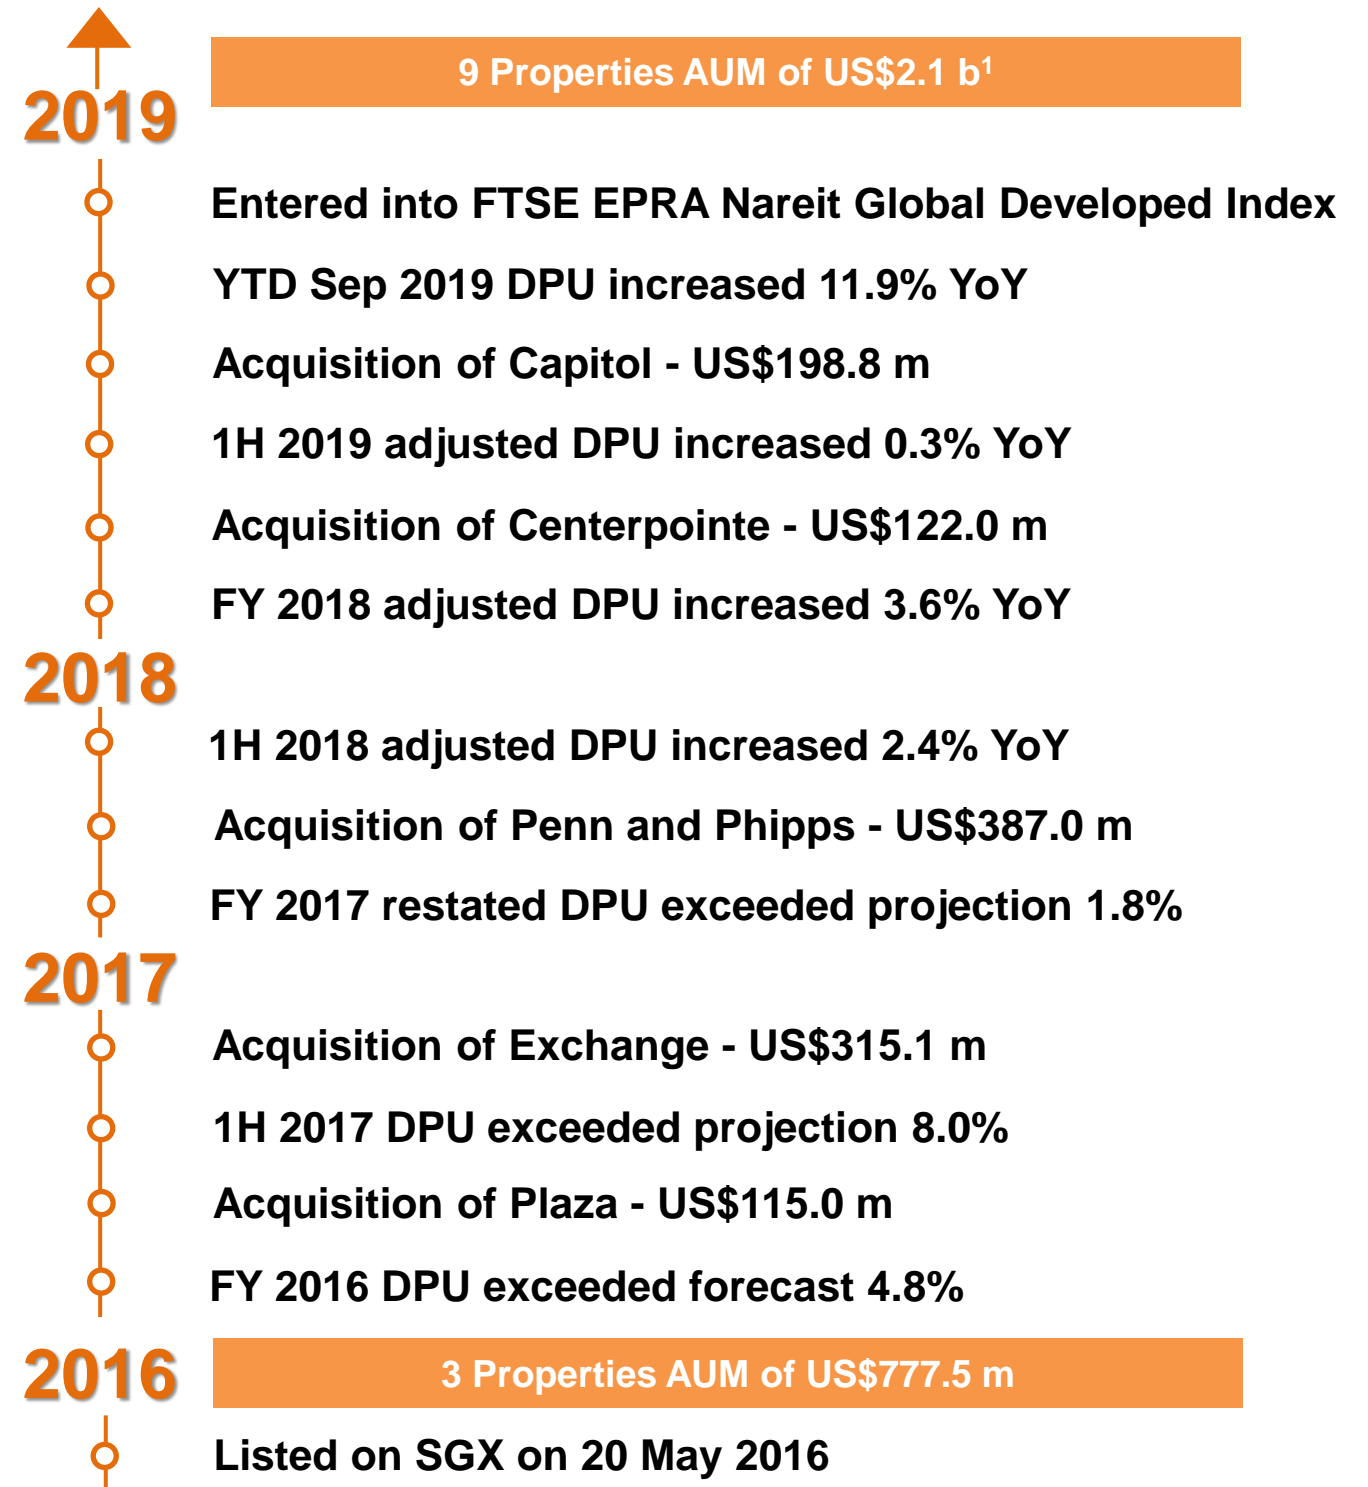 9 Properties AUM of US$2.1 b¹
2019
Entered into FTSE EPRA Nareit Global Developed Index
YTD Sep 2019 DPU increased 11.9% YoY
Acquisition of Capitol - US$198.8 m
1H 2019 adjusted DPU increased 0.3% YoY
Acquisition of Centerpointe - US$122.0 m
FY 2018 adjusted DPU increased 3.6% YoY
2018
1H 2018 adjusted DPU increased 2.4% YoY
Acquisition of Penn and Phipps - US$387.0 m
FY 2017 restated DPU exceeded projection 1.8%
2017
Acquisition of Exchange - US$315.1 m
1H 2017 DPU exceeded projection 8.0%
Acquisition of Plaza - US$115.0 m
FY 2016 DPU exceeded forecast 4.8%
2016
3 Properties AUM of US$777.5 m
Listed on SGX on 20 May 2016